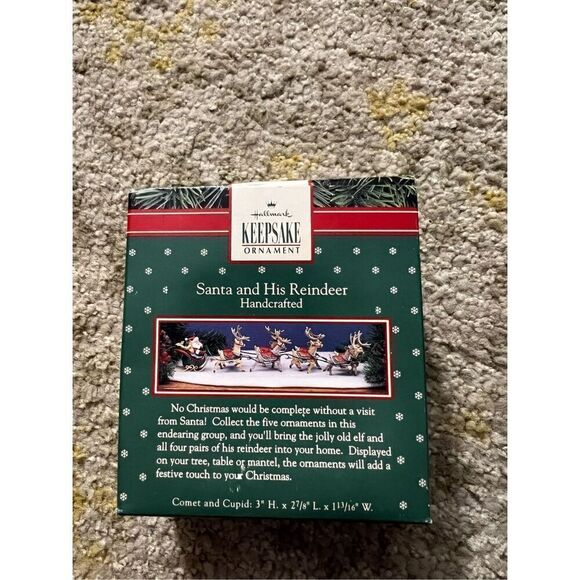 Hallmark
KEEPSAKE
ORNAMENT
Santa and His Reindeer
Handcrafted
No Christmas would be complete without a visit
from Santa! Collect the five ornaments in this
endearing group, and you'll bring the jolly old elf and
all four pairs of his reindeer into your home. Displayed
on your tree, table or mantel, the ornaments will add a
festive touch to your Christmas.
Comet and Cupid: 3" H. x 2⅞" L. x 1¹³⁄₁₆" W.